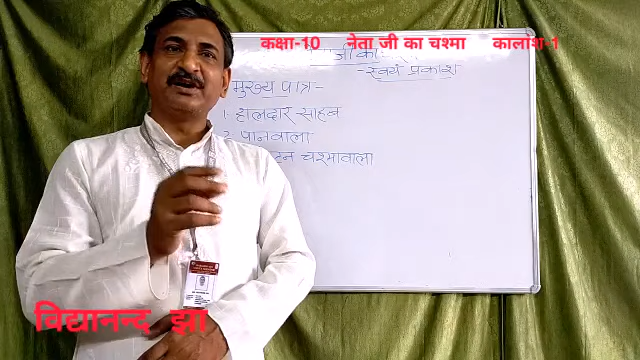 कक्षा-10 नेता जी का चश्मा कालांश-1
जी का
-स्वयं प्रकाश
मुख्य पात्र-
1. हालदार साहब
2. पानवाला
चश्मावाला
विद्यानन्द झा